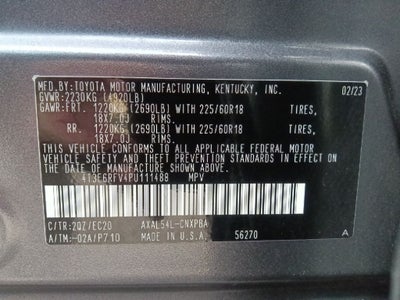 MFD.BY:TOYOTA MOTOR MANUFACTURING, KENTUCKY, INC. 02/23
GVWR:2230KG (4920LB)
GAWR:FRT. 1220KG (2690LB) WITH 225/60R18 TIRES,
18X7.0J RIMS.
RR. 1220KG (2690LB) WITH 225/60R18 TIRES,
18X7.0J RIMS.
THIS VEHICLE CONFORMS TO ALL APPLICABLE FEDERAL MOTOR
VEHICLE SAFETY AND THEFT PREVENTION STANDARDS IN
EFFECT ON THE DATE OF MANUFACTURE SHOWN ABOVE.
4T3E6RFV4PU111488 MPV
C/TR:2QZ/EC20 AXAL54L-CNXPBA
A/TM:-02A/P710 MADE IN U.S.A. 56270 A